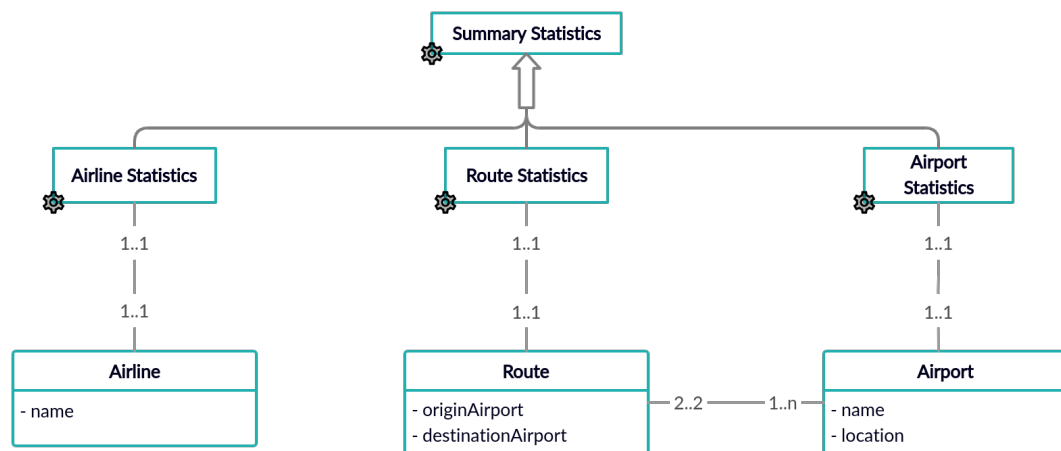 Summary Statistics
Airline Statistics
Route Statistics
Airport
Statistics
1..1
1..1
1..1
1..1
1..1
1..1
Airline
- name
Route
- originAirport
- destinationAirport
2..2
1..n
Airport
- name
- location